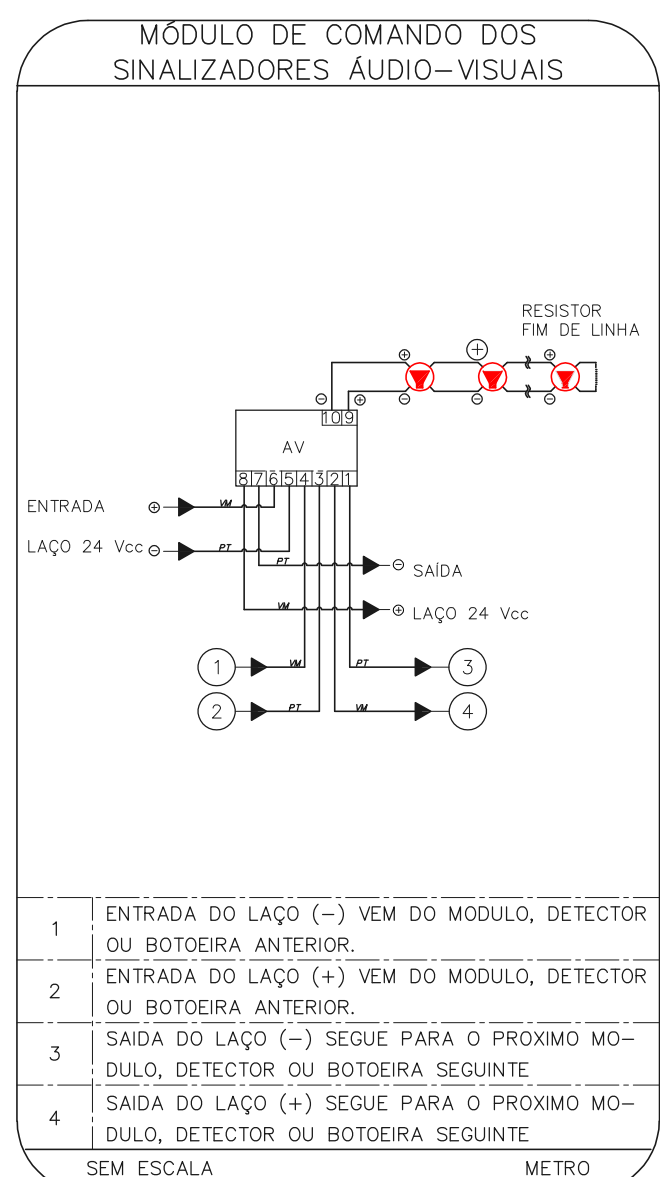 MÓDULO DE COMANDO DOS
SINALIZADORES ÁUDIO-VISUAIS
RESISTOR
FIM DE LINHA
+ + +
- + - - -
10 9
AV
8 7 6 5 4 3 2 1
ENTRADA + VM
LAÇO 24 Vcc - PT
PT - SAÍDA
VM + LAÇO 24 Vcc
1 VM PT 3
2 PT VM 4
1 ENTRADA DO LAÇO (-) VEM DO MODULO, DETECTOR
OU BOTOEIRA ANTERIOR.
2 ENTRADA DO LAÇO (+) VEM DO MODULO, DETECTOR
OU BOTOEIRA ANTERIOR.
3 SAIDA DO LAÇO (-) SEGUE PARA O PROXIMO MO-
DULO, DETECTOR OU BOTOEIRA SEGUINTE
4 SAIDA DO LAÇO (+) SEGUE PARA O PROXIMO MO-
DULO, DETECTOR OU BOTOEIRA SEGUINTE
SEM ESCALA METRO